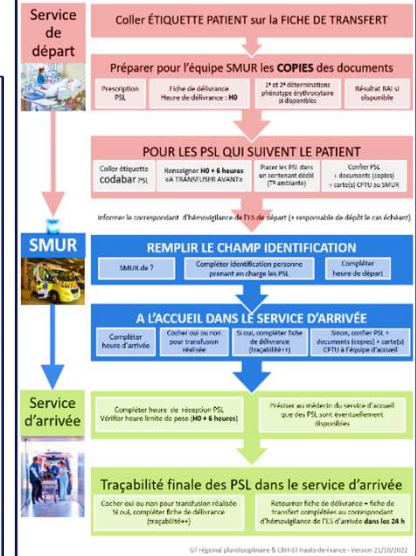 Service
de
départ
Coller ÉTIQUETTE PATIENT sur la FICHE DE TRANSFERT
Préparer pour l'équipe SMUR les COPIES des documents
Prescription
PSL
Fiche de délivrance
Heure de délivrance : H0
1e et 2e déterminations
phénotype érythrocytaire
si disponibles
Résultat RAI si
disponible
POUR LES PSL QUI SUIVENT LE PATIENT
Coller étiquette
codabar PSL
Renseigner H0 + 6 heures
«A TRANSFUSER AVANT»
Placer les PSL dans
un contenant dédié
(T° ambiante)
Confier PSL
+ documents (copies)
+ carte(s) CPTU au SMUR
Informer le correspondant d'hémovigilance de l'ES de départ (+ responsable de dépôt le cas échéant)
SMUR
REMPLIR LE CHAMP IDENTIFICATION
SMUR de ?
Compléter identification personne
prenant en charge les PSL
Compléter
heure de départ
A L'ACCUEIL DANS LE SERVICE D'ARRIVÉE
Compléter
heure d'arrivée
Cocher oui ou non
pour transfusion
réalisée
Si oui, compléter fiche
de délivrance
(traçabilité++)
Sinon, confier PSL +
documents (copies) + carte(s)
CPTU à l'équipe d'accueil
Service
d'arrivée
Compléter heure de réception PSL
Vérifier heure limite de pose (H0 + 6 heures)
Préciser au médecin du service d'accueil
que des PSL sont éventuellement
disponibles
Traçabilité finale des PSL dans le service d'arrivée
Cocher oui ou non pour transfusion réalisée
Si oui, compléter fiche de délivrance
(traçabilité++)
Retourner fiche de délivrance + fiche de
transfert complétées au correspondant
d'hémovigilance de l'ES d'arrivée dans les 24 h
GT régional pluridisciplinaire & CRH-ST Hauts-de-France - Version 21/10/2022